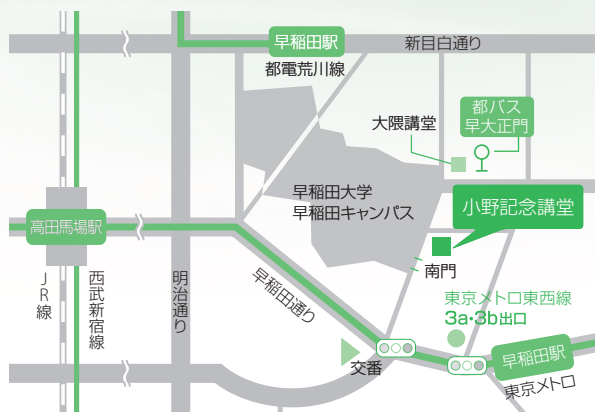 早稲田駅
新目白通り
都電荒川線
都バス
早大正門
大隈講堂
早稲田大学
早稲田キャンパス
小野記念講堂
高田馬場駅
南門
JR線
西武新宿線
明治通り
早稲田通り
東京メトロ東西線
3a・3b出口
交番
早稲田駅
東京メトロ